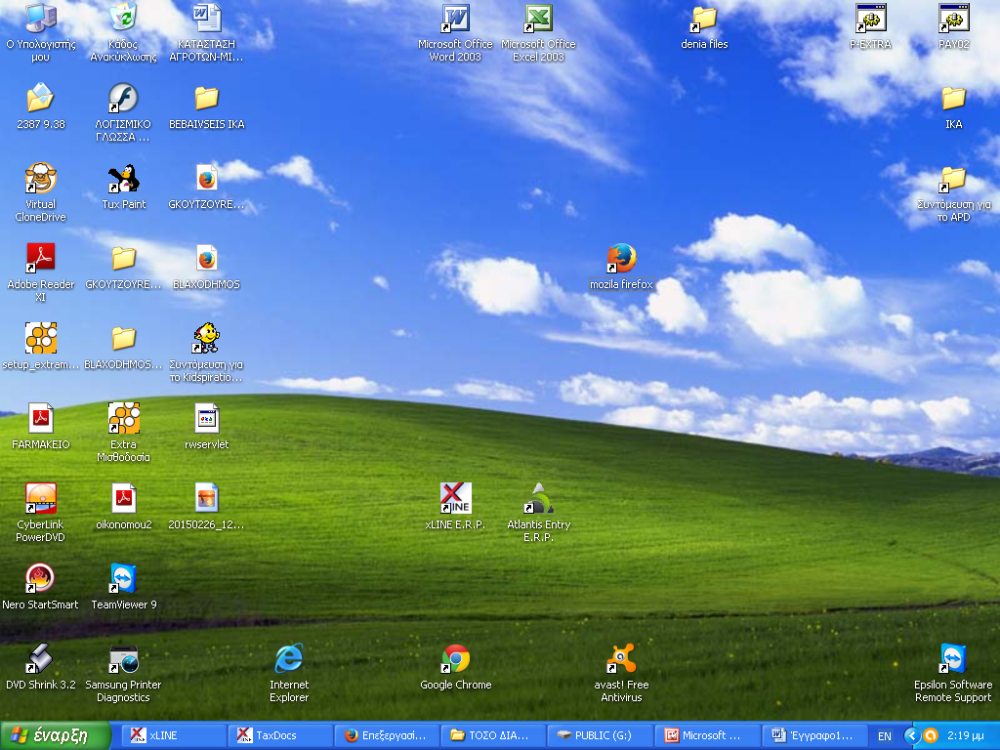 Ο Υπολογιστής μου
Κάδος Ανακύκλωσης
ΚΑΤΑΣΤΑΣΗ ΑΓΡΟΤΩΝ-ΜΙ...
Microsoft Office Word 2003
Microsoft Office Excel 2003
denia files
P-EXTRA
PAY02
2387 9.38
ΛΟΓΙΣΜΙΚΟ ΓΛΩΣΣΑ ...
BEBAIVSEIS IKA
IKA
Virtual CloneDrive
Tux Paint
GKOYTZOYRE...
Συντόμευση για το APD
Adobe Reader XI
GKOYTZOYRE...
BLAXODHMOS
mozila firefox
setup_extram...
BLAXODHMOS...
Συντόμευση για το Kidspiratio...
FARMAKEIO
Extra Μισθοδοσία
rwservlet
CyberLink PowerDVD
oikonomou2
20150226_12...
xLINE E.R.P.
Atlantis Entry E.R.P.
Nero StartSmart
TeamViewer 9
DVD Shrink 3.2
Samsung Printer Diagnostics
Internet Explorer
Google Chrome
avast! Free Antivirus
Epsilon Software Remote Support
έναρξη
xLINE
TaxDocs
Επεξεργασί...
ΤΟΣΟ ΔΙΑ...
PUBLIC (G:)
Microsoft ...
Έγγραφο1...
EN
2:19 μμ